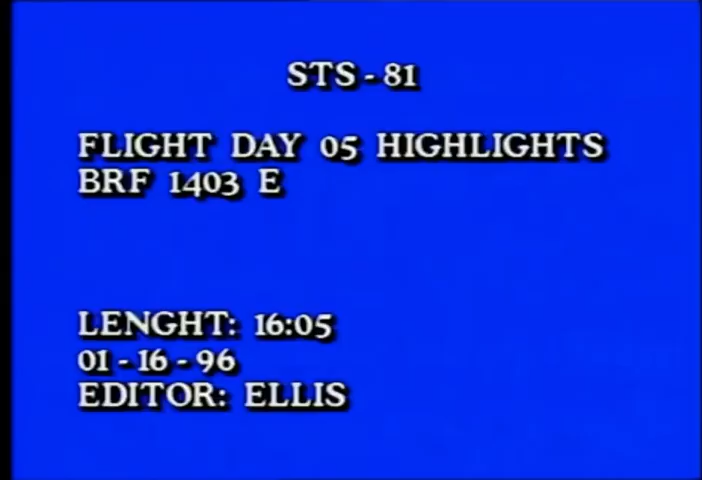 STS - 81
FLIGHT DAY 05 HIGHLIGHTS
BRF 1403 E
LENGHT: 16:05
01 - 16 - 96
EDITOR: ELLIS